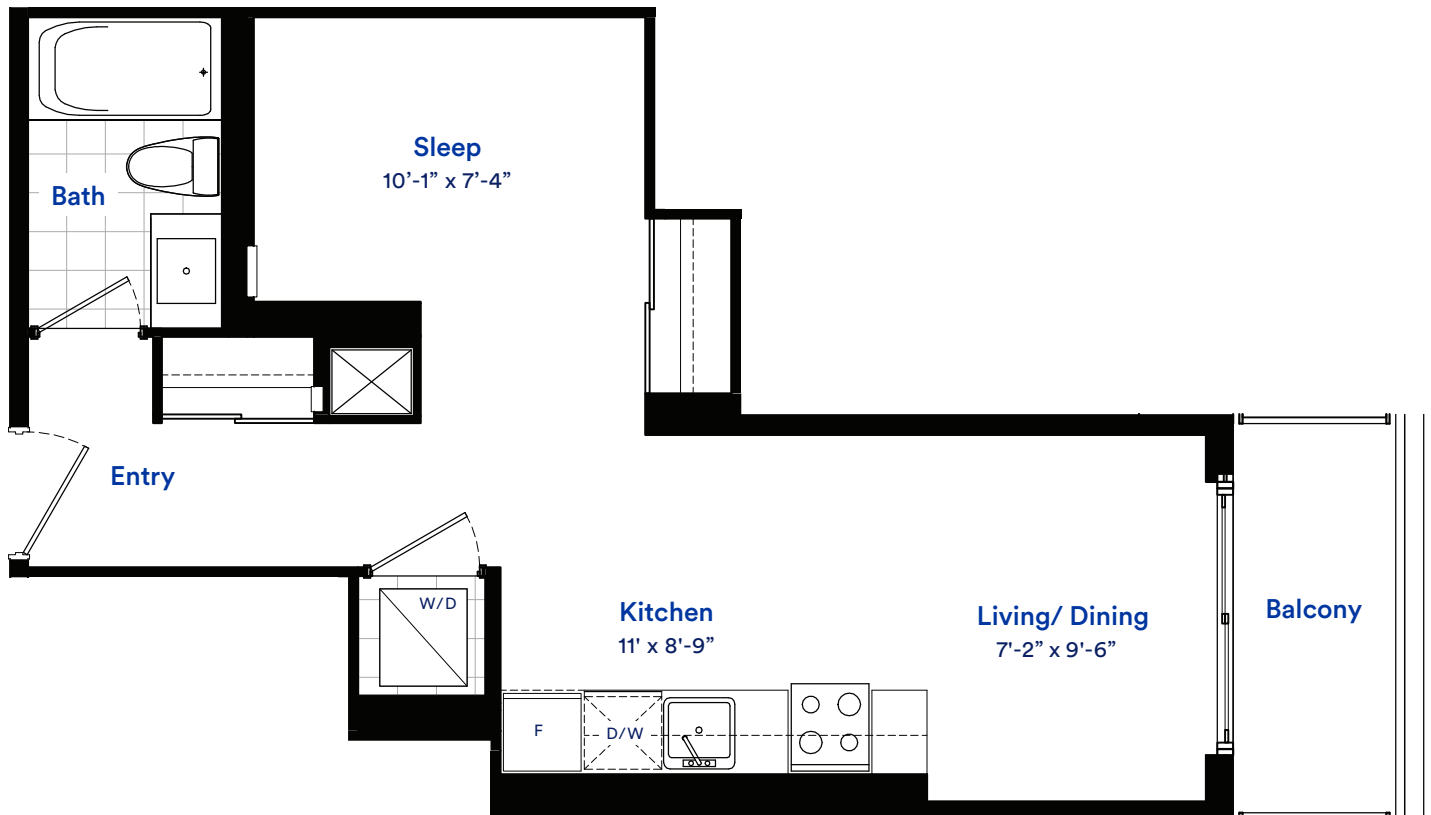 Sleep
10’-1” x 7’-4”
Bath
Entry
W/D
Kitchen
11' x 8'-9”
Living/ Dining
7'-2” x 9'-6”
Balcony
F
D/W